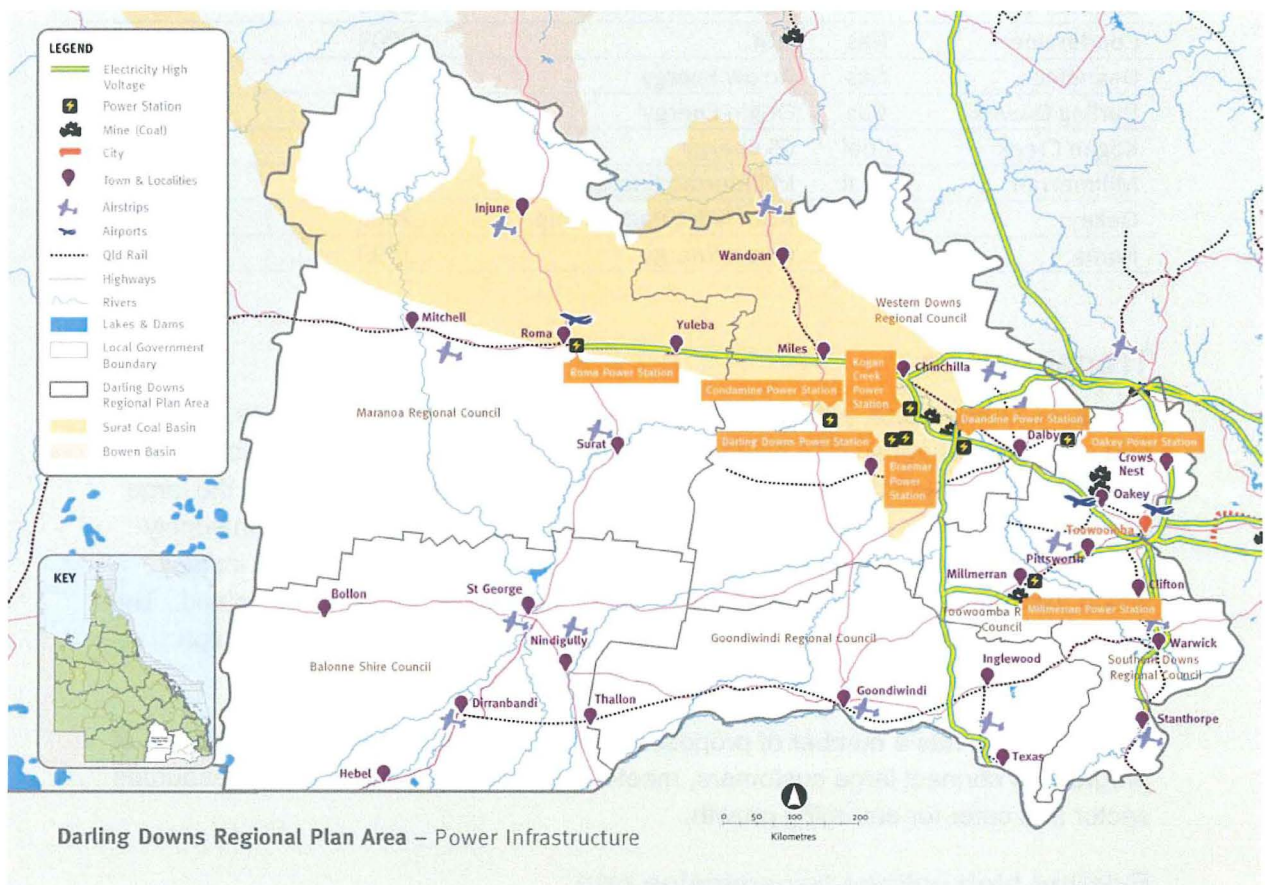 LEGEND
Electricity High
Voltage
Power Station
Mine (Coal)
City
Town & Localities
Airstrips
Airports
Qld Rail
Highways
Rivers
Lakes & Dams
Local Government
Boundary
Darling Downs
Regional Plan Area
Surat Coal Basin
Bowen Basin
KEY
Injune
Wandoan
Western Downs
Regional Council
Mitchell
Roma
Yuleba
Miles
Chinchilla
Roma Power Station
Condamine Power Station
Kogan
Creek
Power
Station
Maranoa Regional Council
Daandine Power Station
Surat
Darling Downs Power Station
Dalby
Oakey Power Station
Braemar
Power
Station
Crows
Nest
Oakey
Toowoomba
Pittsworth
Bollon
St George
Millmerran
Clifton
Millmerran Power Station
Nindigully
Goondiwindi Regional Council
Toowoomba R
Council
Warwick
Balonne Shire Council
Inglewood
Southern Downs
Regional Council
Dirranbandi
Thallon
Goondiwindi
Stanthorpe
Hebel
Texas
0 50 100 200
Kilometres
Darling Downs Regional Plan Area – Power Infrastructure